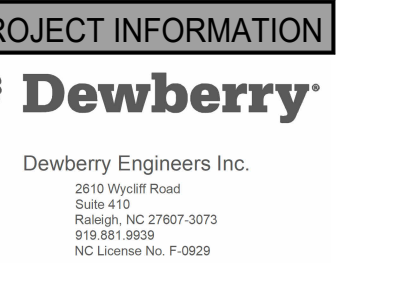 ROJECT INFORMATION
Dewberry®
Dewberry Engineers Inc.
2610 Wycliff Road
Suite 410
Raleigh, NC 27607-3073
919.881.9939
NC License No. F-0929